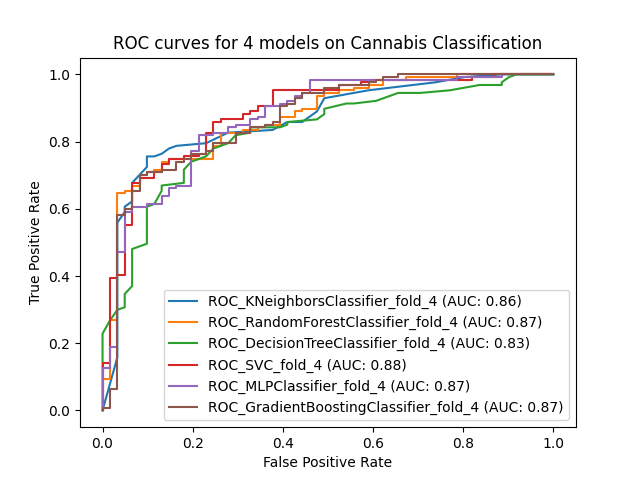 ROC curves for 4 models on Cannabis Classification
True Positive Rate
1.0
0.8
0.6
0.4
0.2
0.0
ROC_KNeighborsClassifier_fold_4 (AUC: 0.86)
ROC_RandomForestClassifier_fold_4 (AUC: 0.87)
ROC_DecisionTreeClassifier_fold_4 (AUC: 0.83)
ROC_SVC_fold_4 (AUC: 0.88)
ROC_MLPClassifier_fold_4 (AUC: 0.87)
ROC_GradientBoostingClassifier_fold_4 (AUC: 0.87)
0.0 0.2 0.4 0.6 0.8 1.0
False Positive Rate